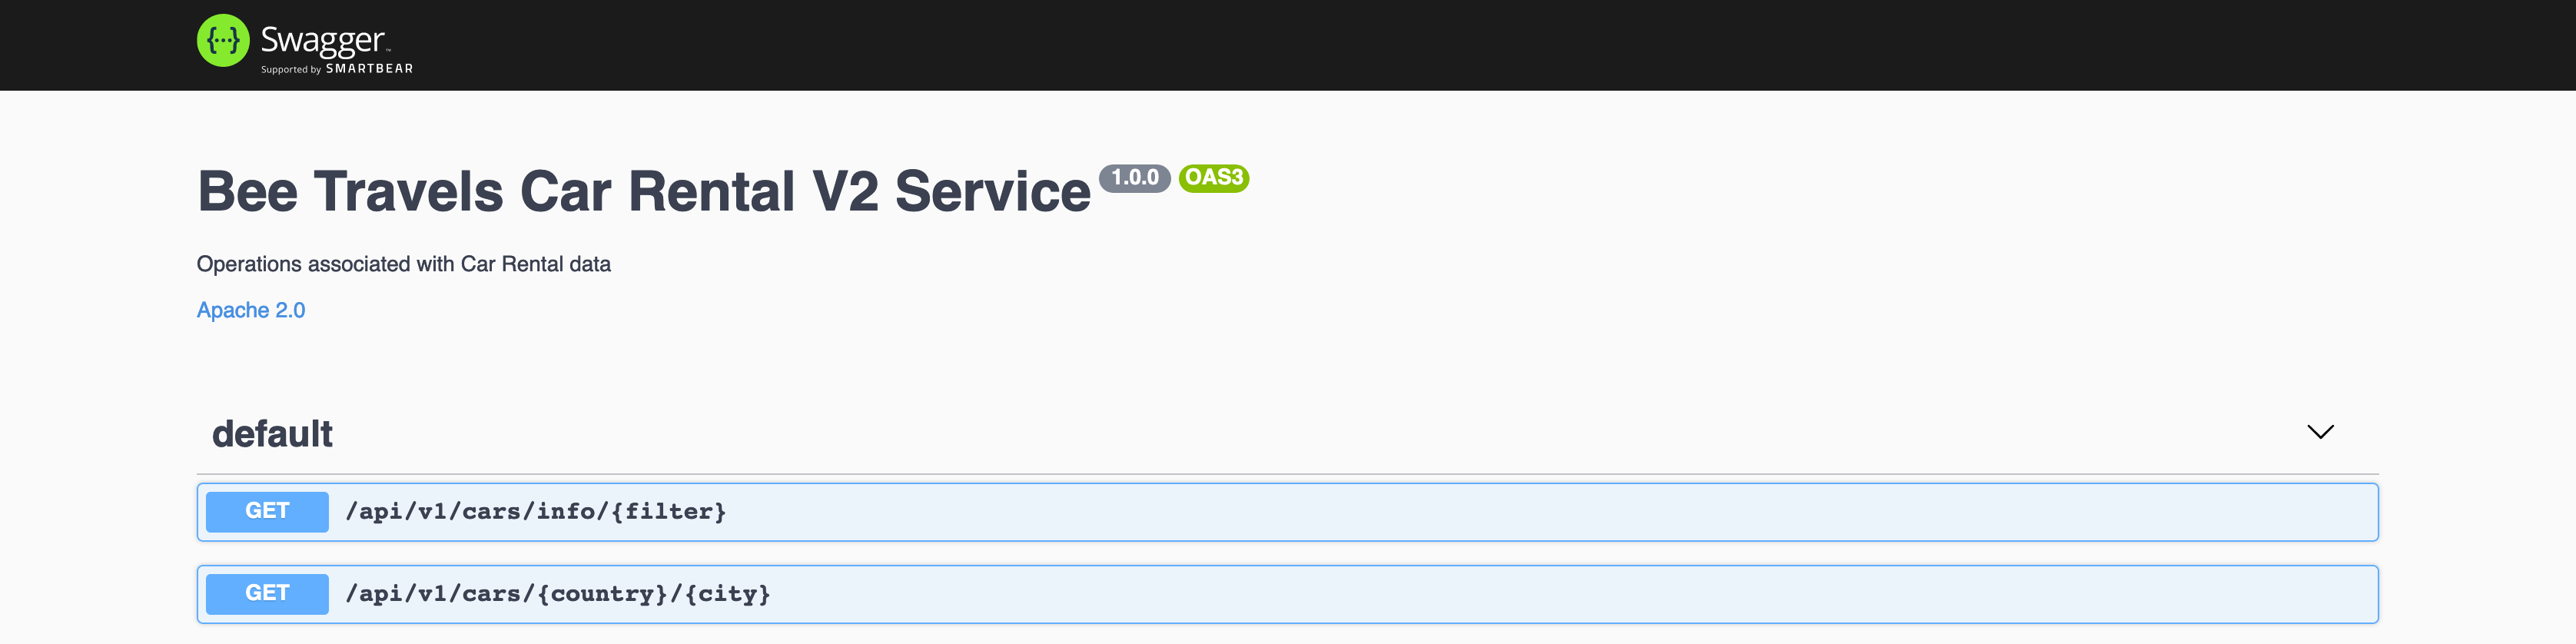 {···} Swagger™
Supported by SMARTBEAR
Bee Travels Car Rental V2 Service 1.0.0 OAS3
Operations associated with Car Rental data
Apache 2.0
default
GET /api/v1/cars/info/{filter}
GET /api/v1/cars/{country}/{city}